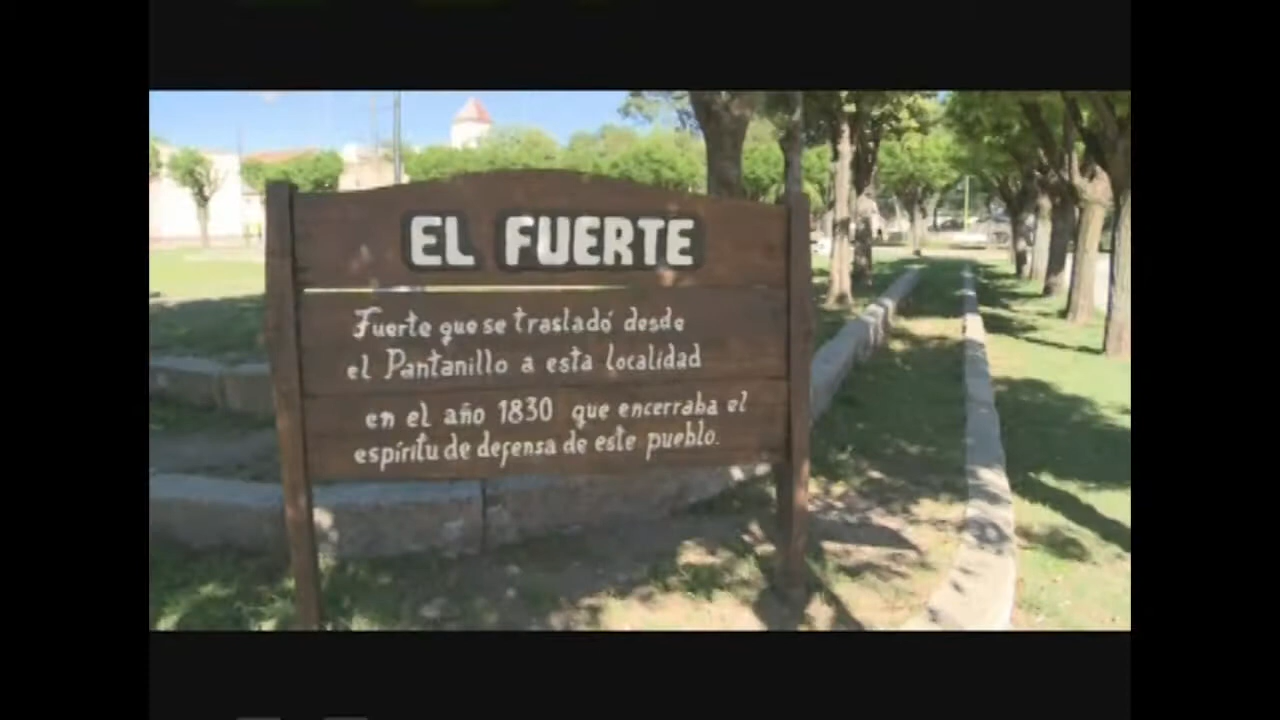 EL FUERTE
Fuerte que se trasladó desde
el Pantanillo a esta localidad
en el año 1830 que encerraba el
espíritu de defensa de este pueblo.